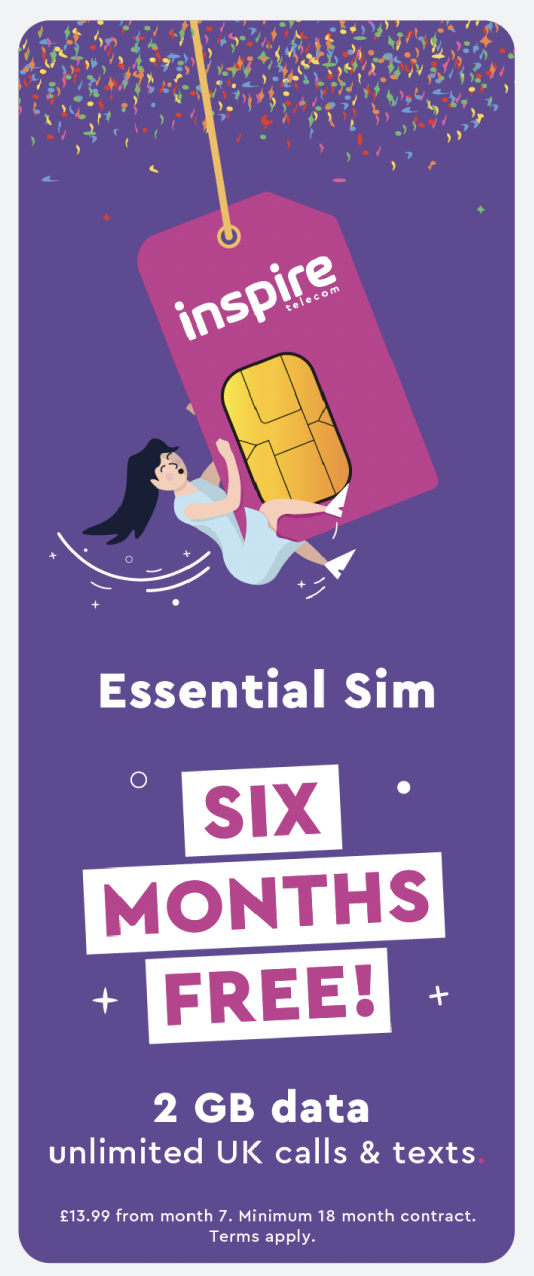 inspire
telecom
Essential Sim
SIX
MONTHS
FREE!
2 GB data
unlimited UK calls & texts.
£13.99 from month 7. Minimum 18 month contract.
Terms apply.